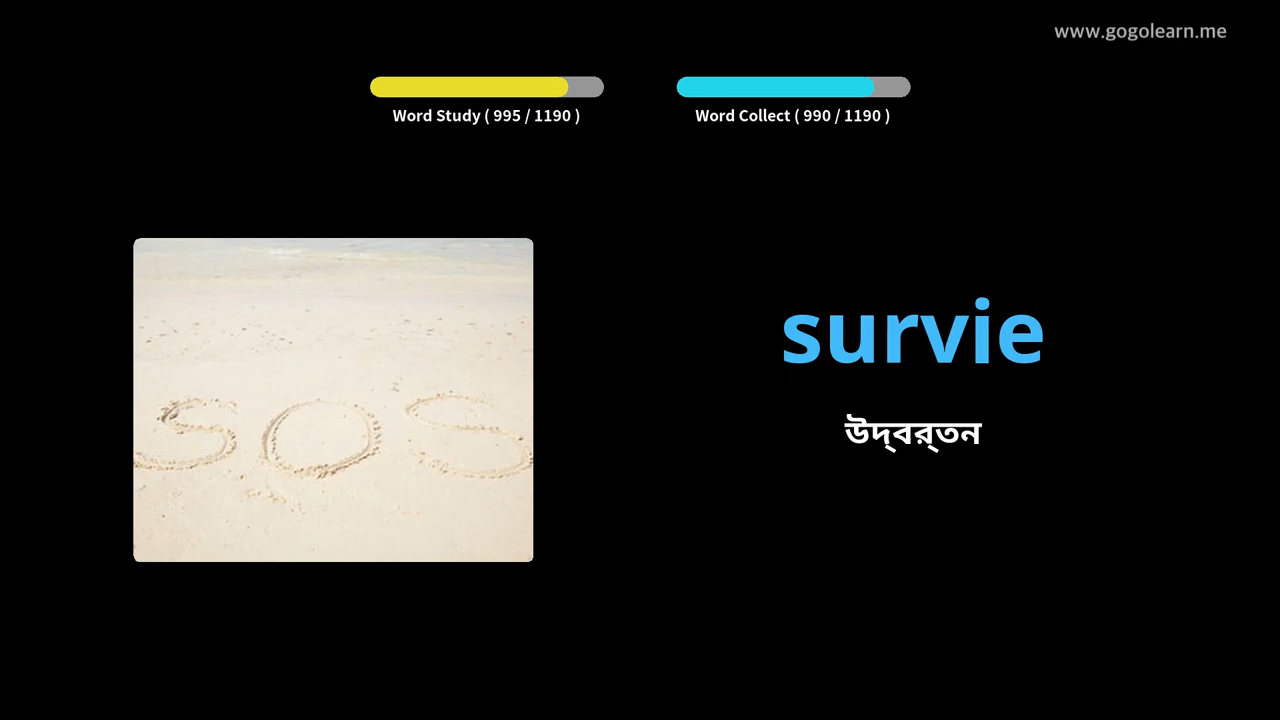 www.gogolearn.me
Word Study ( 995 / 1190 )
Word Collect ( 990 / 1190 )
SOS
survie
উদ্বর্তন